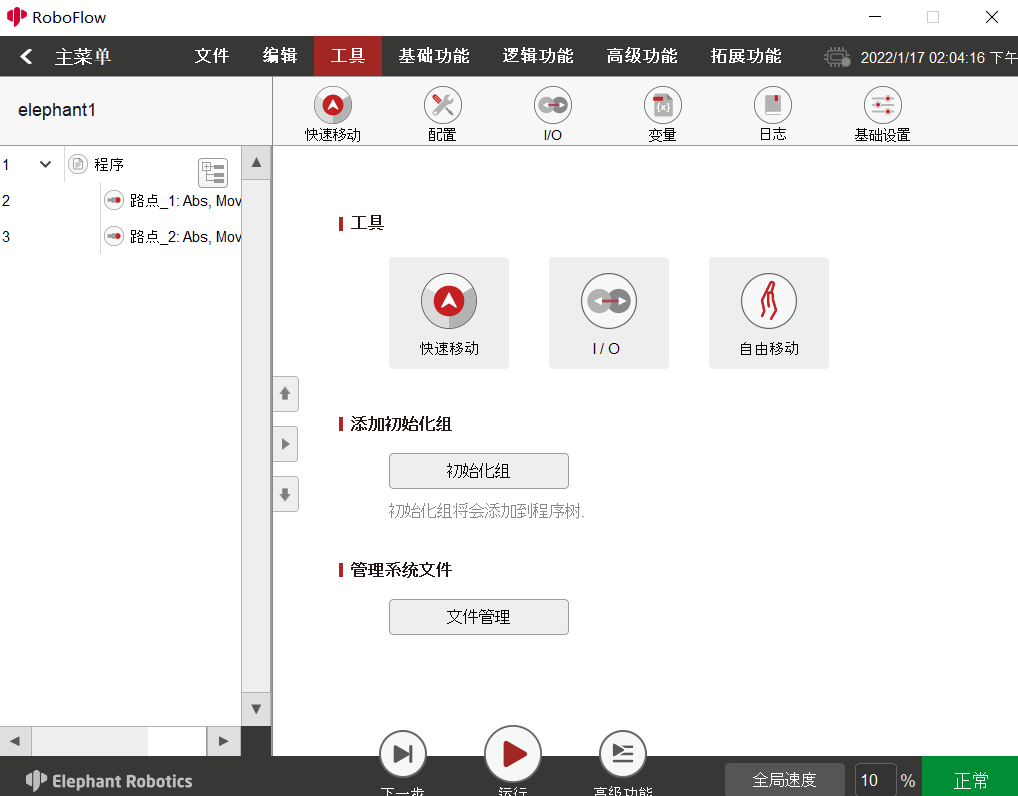 RoboFlow
主菜单 文件 编辑 工具 基础功能 逻辑功能 高级功能 拓展功能 2022/1/17 02:04:16 下午
elephant1
快速移动 配置 I/O 变量 日志 基础设置
1 程序
2 路点_1: Abs, Mov
3 路点_2: Abs, Mov
工具
快速移动 I / O 自由移动
添加初始化组
初始化组
初始化组将会添加到程序树.
管理系统文件
文件管理
Elephant Robotics 下一步 运行 高级功能 全局速度 10 % 正常